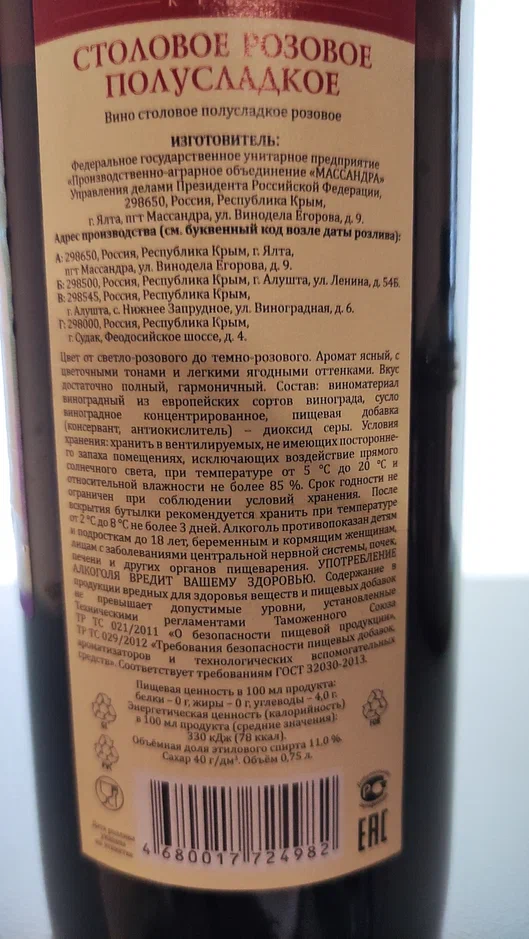 СТОЛОВОЕ РОЗОВОЕ
ПОЛУСЛАДКОЕ
Вино столовое полусладкое розовое
ИЗГОТОВИТЕЛЬ:
Федеральное государственное унитарное предприятие
«Производственно-аграрное объединение «МАССАНДРА»
Управления делами Президента Российской Федерации,
298650, Россия, Республика Крым,
г. Ялта, пгт Массандра, ул. Винодела Егорова, д. 9.
Адрес производства (см. буквенный код возле даты розлива):
А: 298650, Россия, Республика Крым, г. Ялта,
пгт Массандра, ул. Винодела Егорова, д. 9.
Б: 298500, Россия, Республика Крым, г. Алушта, ул. Ленина, д. 54Б.
В: 298545, Россия, Республика Крым,
г. Алушта, с. Нижнее Запрудное, ул. Виноградная, д. 6.
Г: 298000, Россия, Республика Крым,
г. Судак, Феодосийское шоссе, д. 4.
Цвет от светло-розового до темно-розового. Аромат ясный, с
цветочными тонами и легкими ягодными оттенками. Вкус
достаточно полный, гармоничный. Состав: виноматериал
виноградный из европейских сортов винограда, сусло
виноградное концентрированное, пищевая добавка
(консервант, антиокислитель) – диоксид серы. Условия
хранения: хранить в вентилируемых, не имеющих посторонне-
го запаха помещениях, исключающих воздействие прямого
солнечного света, при температуре от 5 °С до 20 °С и
относительной влажности не более 85 %. Срок годности не
ограничен при соблюдении условий хранения. После
вскрытия бутылки рекомендуется хранить при температуре
от 2 °С до 8 °С не более 3 дней. Алкоголь противопоказан детям
и подросткам до 18 лет, беременным и кормящим женщинам,
лицам с заболеваниями центральной нервной системы, почек,
печени и других органов пищеварения. УПОТРЕБЛЕНИЕ
АЛКОГОЛЯ ВРЕДИТ ВАШЕМУ ЗДОРОВЬЮ. Содержание в
продукции вредных для здоровья веществ и пищевых добавок
не превышает допустимые уровни, установленные
Техническими регламентами Таможенного Союза
ТР ТС 021/2011 «О безопасности пищевой продукции»,
ТР ТС 029/2012 «Требования безопасности пищевых добавок,
ароматизаторов и технологических вспомогательных
средств». Соответствует требованиям ГОСТ 32030-2013.
Пищевая ценность в 100 мл продукта:
белки – 0 г, жиры – 0 г, углеводы – 4,0 г.
Энергетическая ценность (калорийность)
в 100 мл продукта (средние значения):
330 кДж (78 ккал).
Объёмная доля этилового спирта 11,0 %.
Сахар 40 г/дм³. Объём 0,75 л.
4 680017 724982
ЕАС